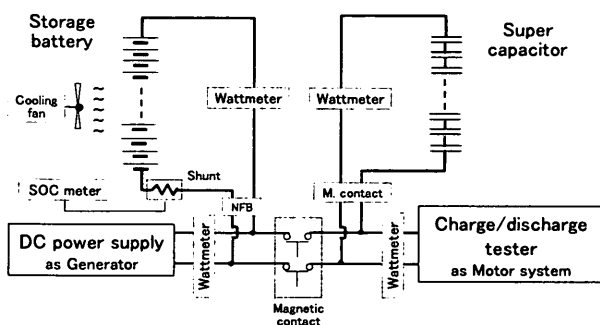 Storage
battery
Super
capacitor
Cooling
fan
Wattmeter
Wattmeter
SOC meter
Shunt
NFB
M. contact
DC power supply
as Generator
Wattmeter
Magnetic
contact
Wattmeter
Charge/discharge
tester
as Motor system